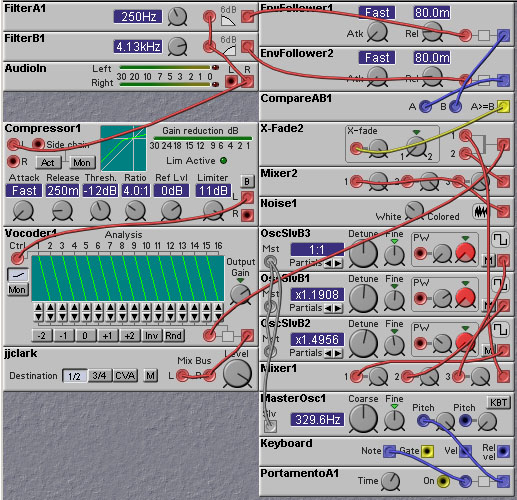 FilterA1
250Hz
6dB
FilterB1
4.13kHz
6dB
AudioIn
Left
L R
30 20 15 10 5 2 1 0
Right
Compressor1
Gain reduction dB
L
Side chain
30 24 18 15 12 9 6 4 2 1
R
Act
Mon
Lim Active
Attack
Release
Thresh.
Ratio
Ref Lvl
Limiter
B
Fast
250m
-12dB
4.0:1
0dB
11dB
L
R
Vocoder1
Analysis
Ctrl
1 2 3 4 5 6 7 8 9 10 11 12 13 14 15 16
Output
Gain
Mon
-2
-1
0
+1
+2
Inv
Rnd
jjclark
Mix Bus
Level
Destination
1/2
3/4
CVA
M
L
R
EnvFollower1
Fast
80.0m
Atk
Rel
EnvFollower2
Fast
80.0m
Atk
Rel
CompareAB1
A
B
A>=B
X-Fade2
X-fade
1
2
1
2
Mixer2
1
2
3
Noise1
White
Colored
OscSlvB3
Detune
Fine
PW
Mst
1:1
Partials
M
OscSlvB1
Detune
Fine
PW
Mst
x1.1908
Partials
M
OscSlvB2
Detune
Fine
PW
Mst
x1.4956
Partials
M
Mixer1
1
2
3
MasterOsc1
Coarse
Fine
KBT
Slv
329.6Hz
Pitch
Pitch
Keyboard
Note
Gate
Vel
Rel
vel
PortamentoA1
Time
On